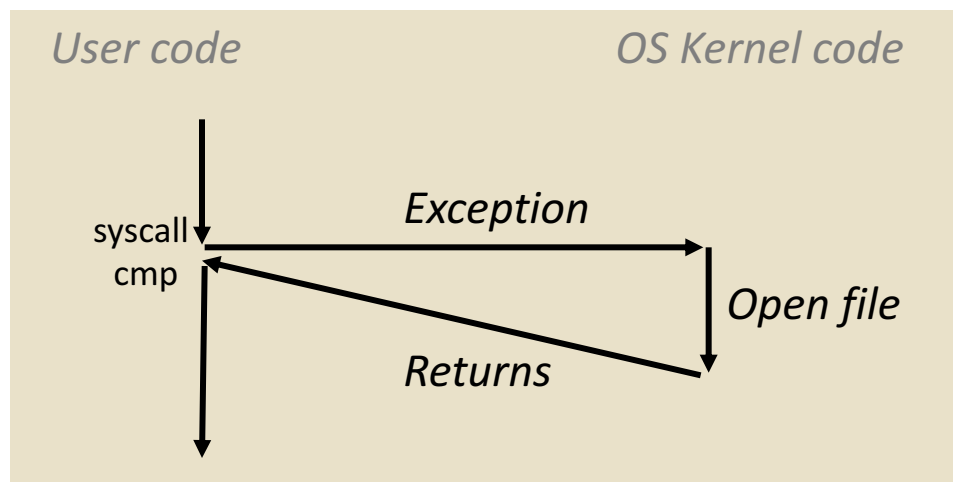 User code
OS Kernel code
Exception
syscall
cmp
Open file
Returns